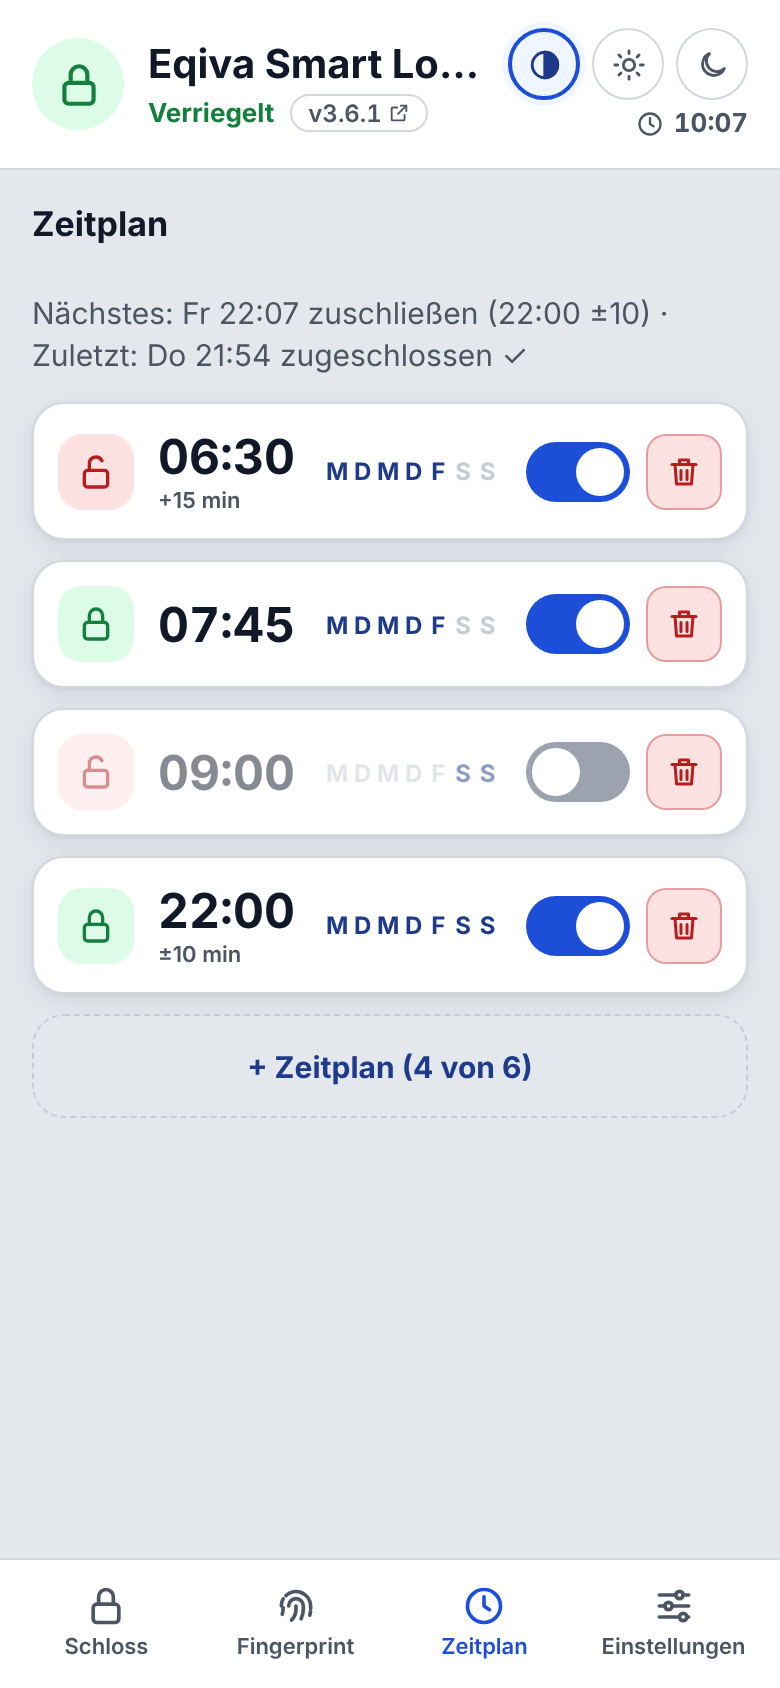 Eqiva Smart Lo...
Verriegelt v3.6.1
10:07
Zeitplan
Nächstes: Fr 22:07 zuschließen (22:00 ±10) ·
Zuletzt: Do 21:54 zugeschlossen ✓
06:30 M D M D F S S
+15 min
07:45 M D M D F S S
09:00 M D M D F S S
22:00 M D M D F S S
±10 min
+ Zeitplan (4 von 6)
Schloss Fingerprint Zeitplan Einstellungen